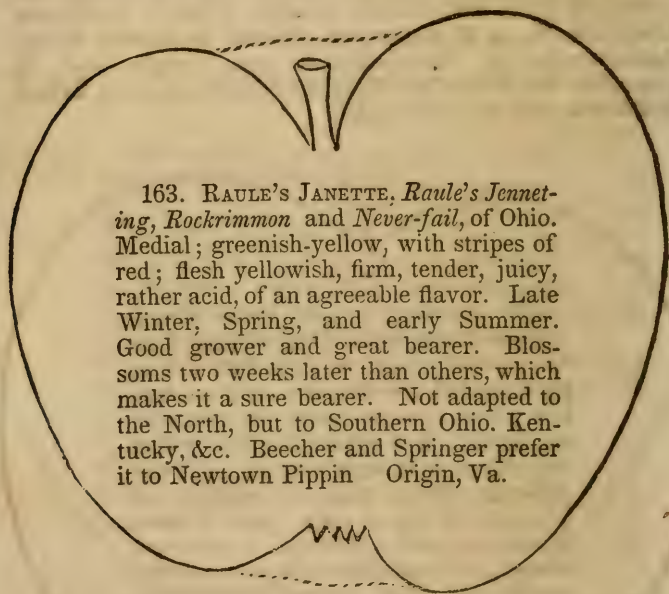 163. RAULE'S JANETTE, Raule's Jennet-
ing, Rockrimmon and Never-fail, of Ohio.
Medial; greenish-yellow, with stripes of
red; flesh yellowish, firm, tender, juicy,
rather acid, of an agreeable flavor. Late
Winter, Spring, and early Summer.
Good grower and great bearer. Blos-
soms two weeks later than others, which
makes it a sure bearer. Not adapted to
the North, but to Southern Ohio. Ken-
tucky, &c. Beecher and Springer prefer
it to Newtown Pippin Origin, Va.